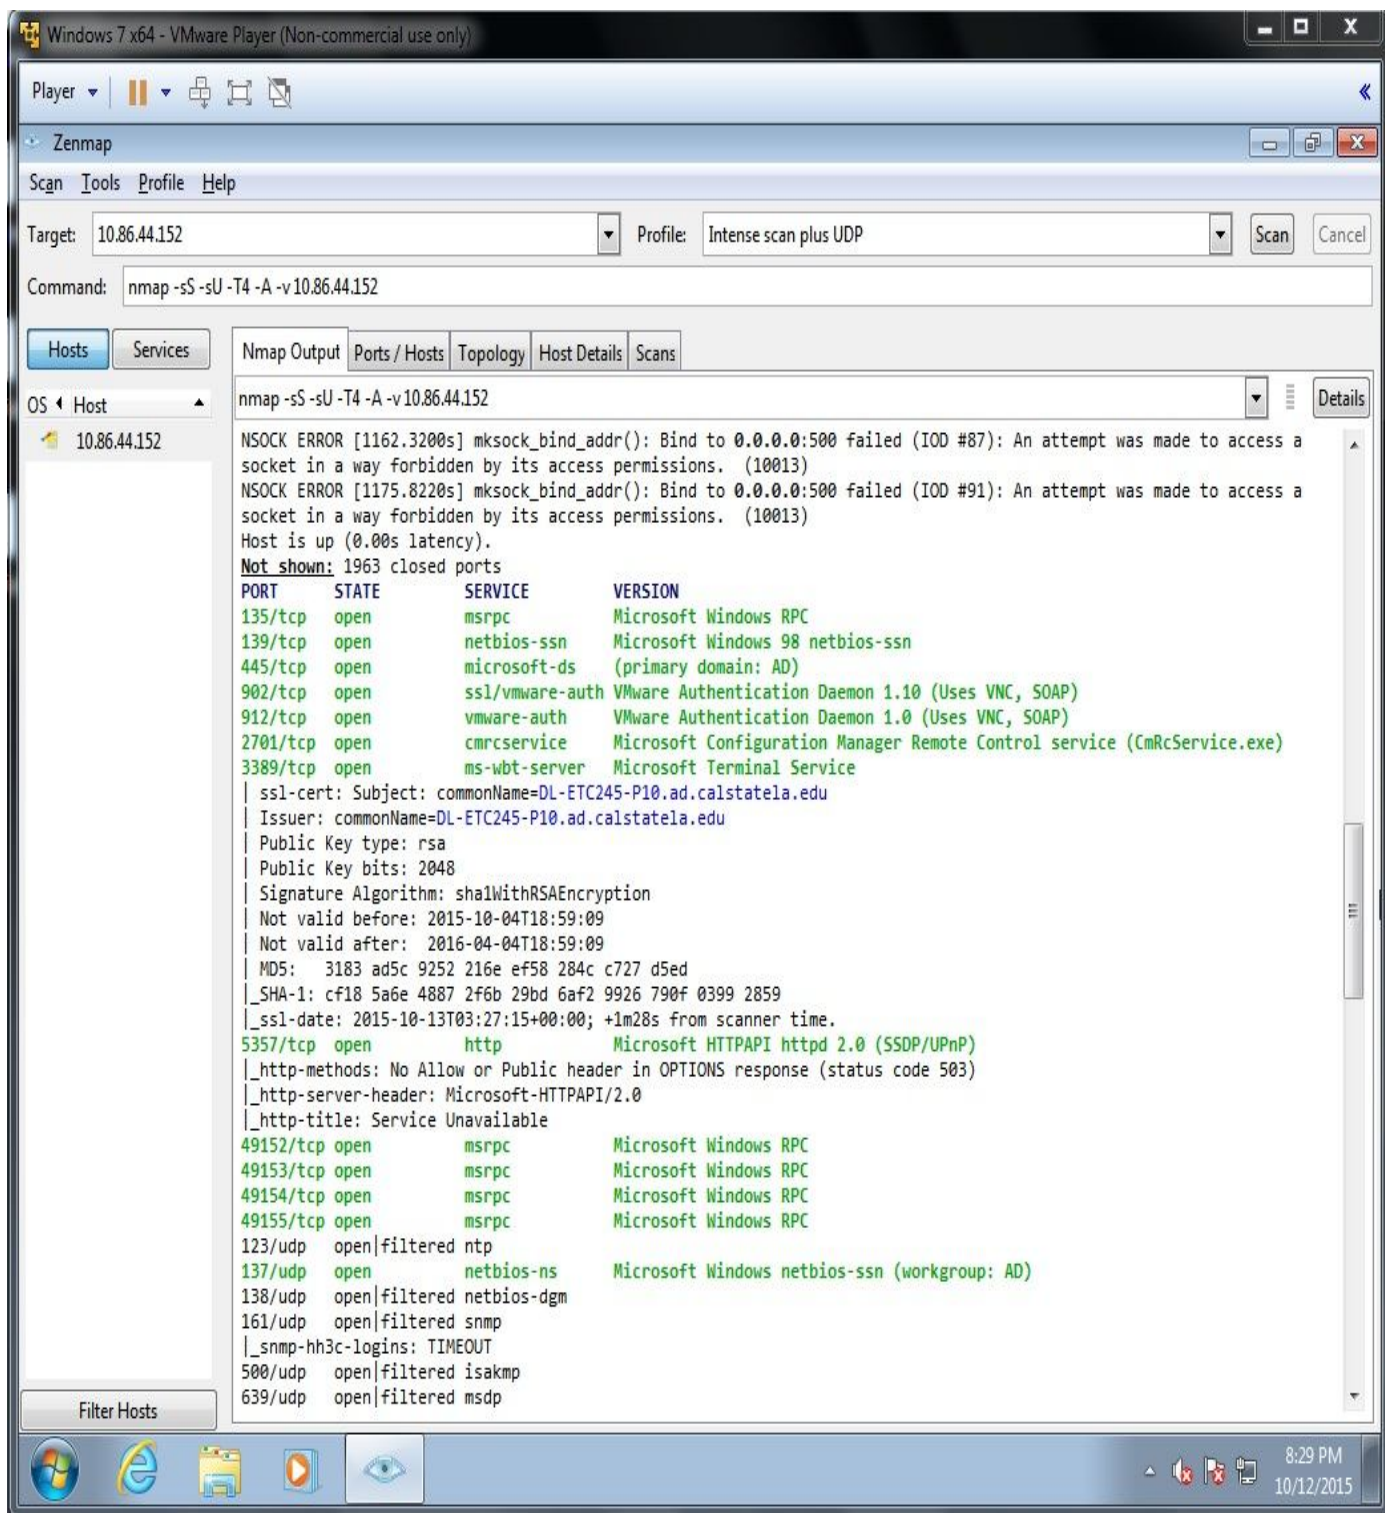 Windows 7 x64 - VMware Player (Non-commercial use only)
Player
Zenmap
Scan Tools Profile Help
Target: 10.86.44.152 Profile: Intense scan plus UDP Scan Cancel
Command: nmap -sS -sU -T4 -A -v 10.86.44.152
Hosts Services Nmap Output Ports / Hosts Topology Host Details Scans
OS Host nmap -sS -sU -T4 -A -v 10.86.44.152 Details
10.86.44.152
NSOCK ERROR [1162.3200s] mksock_bind_addr(): Bind to 0.0.0.0:500 failed (IOD #87): An attempt was made to access a
socket in a way forbidden by its access permissions.  (10013)
NSOCK ERROR [1175.8220s] mksock_bind_addr(): Bind to 0.0.0.0:500 failed (IOD #91): An attempt was made to access a
socket in a way forbidden by its access permissions.  (10013)
Host is up (0.00s latency).
Not shown: 1963 closed ports
PORT STATE SERVICE VERSION
135/tcp open msrpc Microsoft Windows RPC
139/tcp open netbios-ssn Microsoft Windows 98 netbios-ssn
445/tcp open microsoft-ds (primary domain: AD)
902/tcp open ssl/vmware-auth VMware Authentication Daemon 1.10 (Uses VNC, SOAP)
912/tcp open vmware-auth VMware Authentication Daemon 1.0 (Uses VNC, SOAP)
2701/tcp open cmrcservice Microsoft Configuration Manager Remote Control service (CmRcService.exe)
3389/tcp open ms-wbt-server Microsoft Terminal Service
| ssl-cert: Subject: commonName=DL-ETC245-P10.ad.calstatela.edu
| Issuer: commonName=DL-ETC245-P10.ad.calstatela.edu
| Public Key type: rsa
| Public Key bits: 2048
| Signature Algorithm: sha1WithRSAEncryption
| Not valid before: 2015-10-04T18:59:09
| Not valid after:  2016-04-04T18:59:09
| MD5:   3183 ad5c 9252 216e ef58 284c c727 d5ed
|_SHA-1: cf18 5a6e 4887 2f6b 29bd 6af2 9926 790f 0399 2859
|_ssl-date: 2015-10-13T03:27:15+00:00; +1m28s from scanner time.
5357/tcp open http Microsoft HTTPAPI httpd 2.0 (SSDP/UPnP)
|_http-methods: No Allow or Public header in OPTIONS response (status code 503)
|_http-server-header: Microsoft-HTTPAPI/2.0
|_http-title: Service Unavailable
49152/tcp open msrpc Microsoft Windows RPC
49153/tcp open msrpc Microsoft Windows RPC
49154/tcp open msrpc Microsoft Windows RPC
49155/tcp open msrpc Microsoft Windows RPC
123/udp open|filtered ntp
137/udp open netbios-ns Microsoft Windows netbios-ssn (workgroup: AD)
138/udp open|filtered netbios-dgm
161/udp open|filtered snmp
|_snmp-hh3c-logins: TIMEOUT
500/udp open|filtered isakmp
639/udp open|filtered msdp
Filter Hosts
8:29 PM
10/12/2015